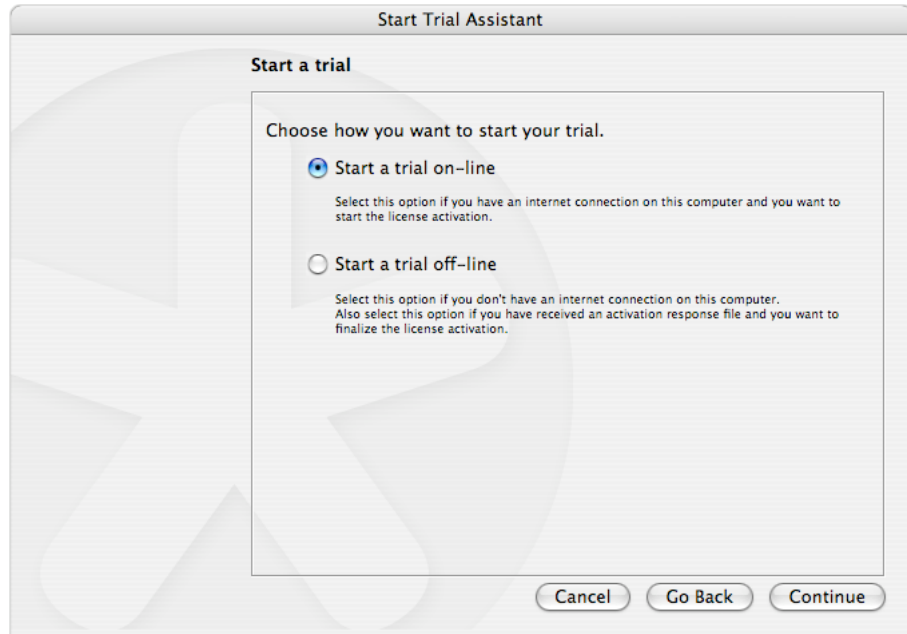 Start Trial Assistant
Start a trial
Choose how you want to start your trial.
Start a trial on-line
Select this option if you have an internet connection on this computer and you want to
start the license activation.
Start a trial off-line
Select this option if you don't have an internet connection on this computer.
Also select this option if you have received an activation response file and you want to
finalize the license activation.
Cancel Go Back Continue